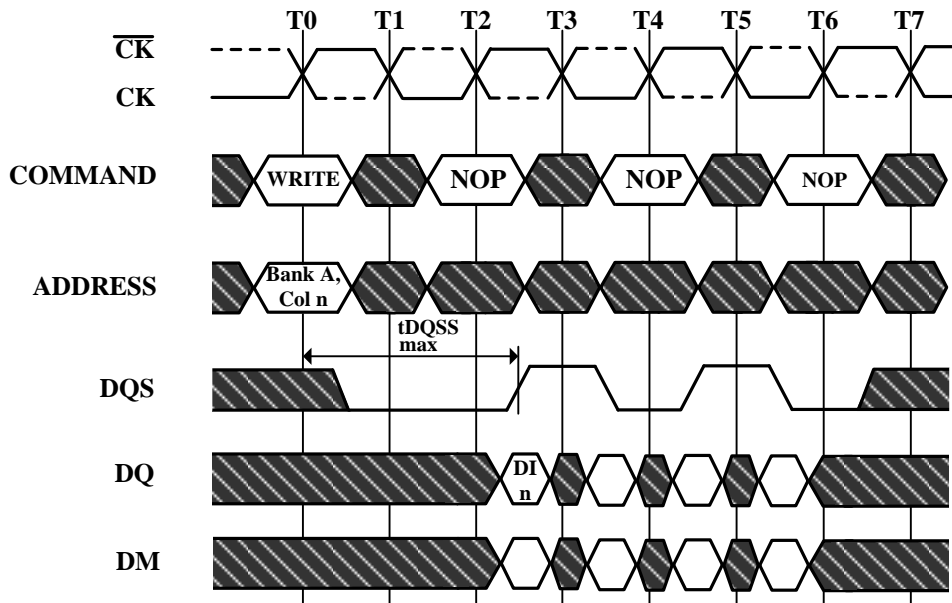 T0 T1 T2 T3 T4 T5 T6 T7
CK
CK
COMMAND
WRITE
NOP
NOP
NOP
ADDRESS
Bank A,
Col n
tDQSS
max
DQS
DQ
DI
n
DM